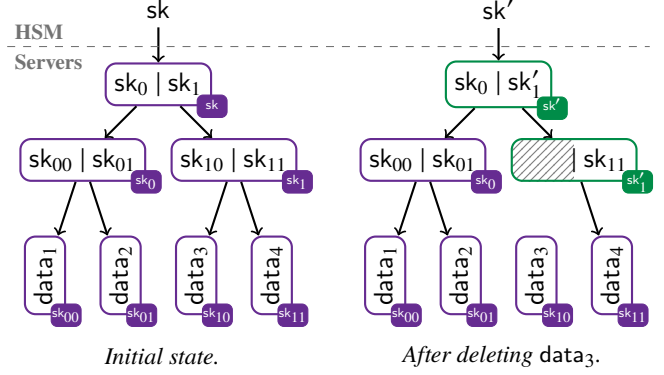 sk sk′
HSM
Servers
sk₀ | sk₁ sk sk₀ | sk′₁ sk′
sk₀₀ | sk₀₁ sk₀ sk₁₀ | sk₁₁ sk₁ sk₀₀ | sk₀₁ sk₀ | sk₁₁ sk′₁
data₁ data₂ data₃ data₄ data₁ data₂ data₃ data₄
sk₀₀ sk₀₁ sk₁₀ sk₁₁ sk₀₀ sk₀₁ sk₁₀ sk₁₁
Initial state. After deleting data₃.